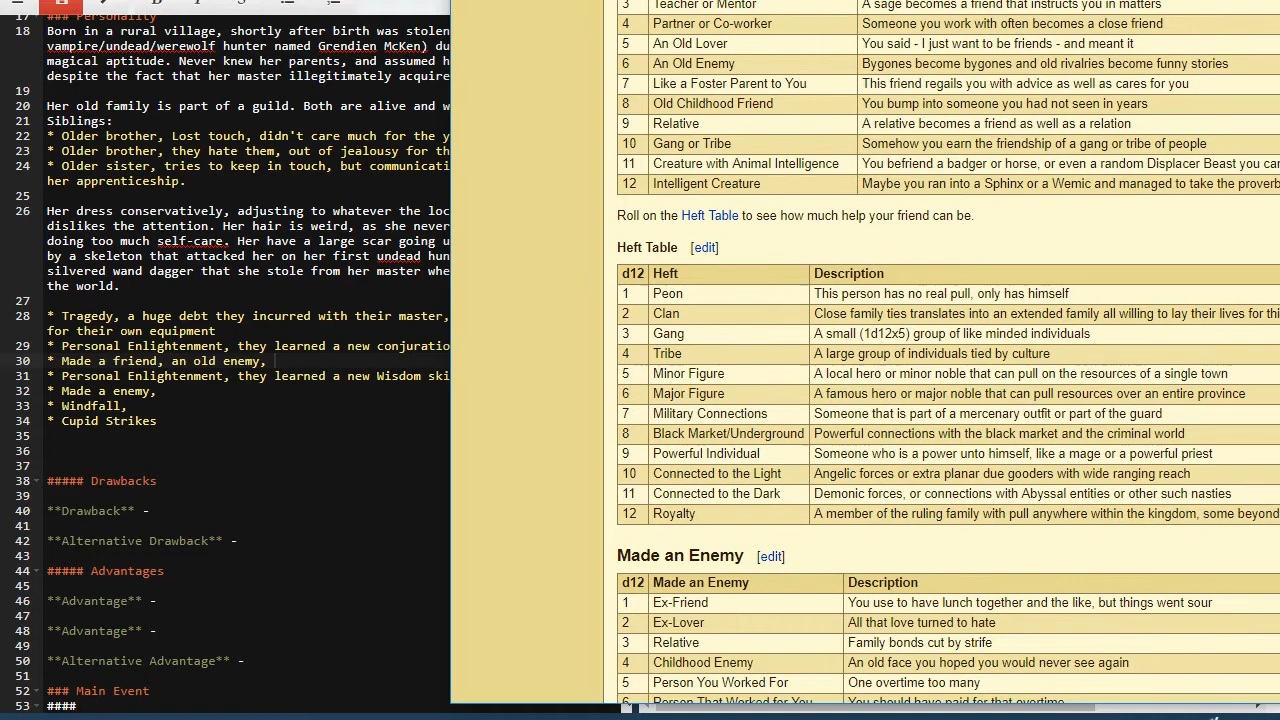 17 ### Personality
18 Born in a rural village, shortly after birth was stolen
vampire/undead/werewolf hunter named Grendien McKen) du
magical aptitude. Never knew her parents, and assumed h
despite the fact that her master illegitimately acquire
19
20 Her old family is part of a guild. Both are alive and w
21 Siblings:
22 * Older brother, Lost touch, didn't care much for the y
23 * Older brother, they hate them, out of jealousy for th
24 * Older sister, tries to keep in touch, but communicati
her apprenticeship.
25
26 Her dress conservatively, adjusting to whatever the loc
dislikes the attention. Her hair is weird, as she never
doing too much self-care. Her have a large scar going u
by a skeleton that attacked her on her first undead hun
silvered wand dagger that she stole from her master whe
the world.
27
28 * Tragedy, a huge debt they incurred with their master,
for their own equipment
29 * Personal Enlightenment, they learned a new conjuratio
30 * Made a friend, an old enemy,
31 * Personal Enlightenment, they learned a new Wisdom ski
32 * Made a enemy,
33 * Windfall,
34 * Cupid Strikes
35
36
37
38 ##### Drawbacks
39
40 **Drawback** -
41
42 **Alternative Drawback** -
43
44 ##### Advantages
45
46 **Advantage** -
47
48 **Advantage** -
49
50 **Alternative Advantage** -
51
52 ### Main Event
53 ####
3 Teacher or Mentor A sage becomes a friend that instructs you in matters
4 Partner or Co-worker Someone you work with often becomes a close friend
5 An Old Lover You said - I just want to be friends - and meant it
6 An Old Enemy Bygones become bygones and old rivalries become funny stories
7 Like a Foster Parent to You This friend regails you with advice as well as cares for you
8 Old Childhood Friend You bump into someone you had not seen in years
9 Relative A relative becomes a friend as well as a relation
10 Gang or Tribe Somehow you earn the friendship of a gang or tribe of people
11 Creature with Animal Intelligence You befriend a badger or horse, or even a random Displacer Beast you can
12 Intelligent Creature Maybe you ran into a Sphinx or a Wemic and managed to take the proverb
Roll on the Heft Table to see how much help your friend can be.
Heft Table [edit]
d12 Heft Description
1 Peon This person has no real pull, only has himself
2 Clan Close family ties translates into an extended family all willing to lay their lives for thi
3 Gang A small (1d12x5) group of like minded individuals
4 Tribe A large group of individuals tied by culture
5 Minor Figure A local hero or minor noble that can pull on the resources of a single town
6 Major Figure A famous hero or major noble that can pull resources over an entire province
7 Military Connections Someone that is part of a mercenary outfit or part of the guard
8 Black Market/Underground Powerful connections with the black market and the criminal world
9 Powerful Individual Someone who is a power unto himself, like a mage or a powerful priest
10 Connected to the Light Angelic forces or extra planar due gooders with wide ranging reach
11 Connected to the Dark Demonic forces, or connections with Abyssal entities or other such nasties
12 Royalty A member of the ruling family with pull anywhere within the kingdom, some beyond
Made an Enemy [edit]
d12 Made an Enemy Description
1 Ex-Friend You use to have lunch together and the like, but things went sour
2 Ex-Lover All that love turned to hate
3 Relative Family bonds cut by strife
4 Childhood Enemy An old face you hoped you would never see again
5 Person You Worked For One overtime too many
6 Person That Worked for You You should have paid for that overtime